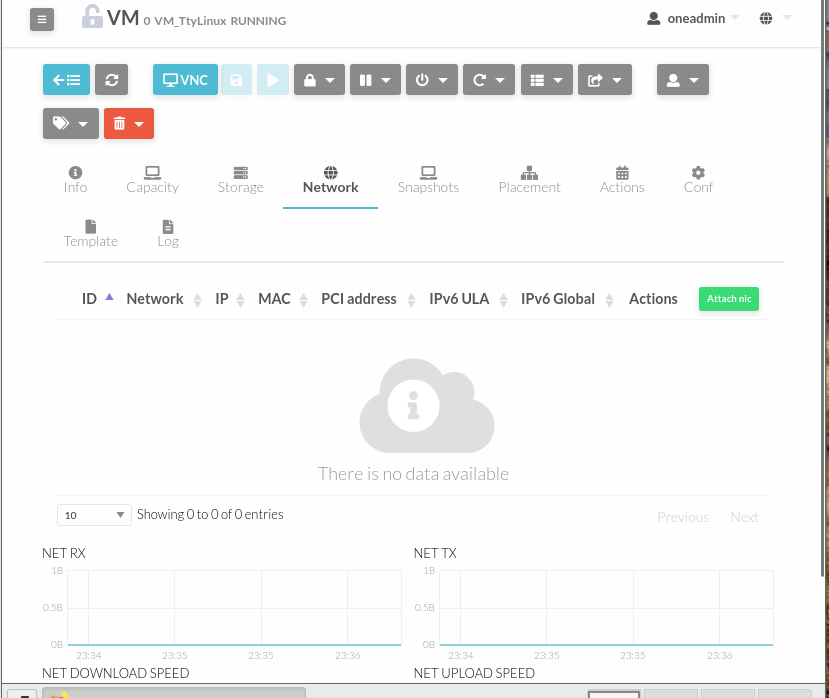 VM 0 VM_TtyLinux RUNNING
oneadmin
VNC
Info Capacity Storage Network Snapshots Placement Actions Conf
Template Log
ID Network IP MAC PCI address IPv6 ULA IPv6 Global Actions Attach nic
There is no data available
10 Showing 0 to 0 of 0 entries Previous Next
NET RX NET TX
1B 1B
0.5B 0.5B
0B 0B
23:34 23:35 23:35 23:36 23:34 23:35 23:35 23:36
NET DOWNLOAD SPEED NET UPLOAD SPEED